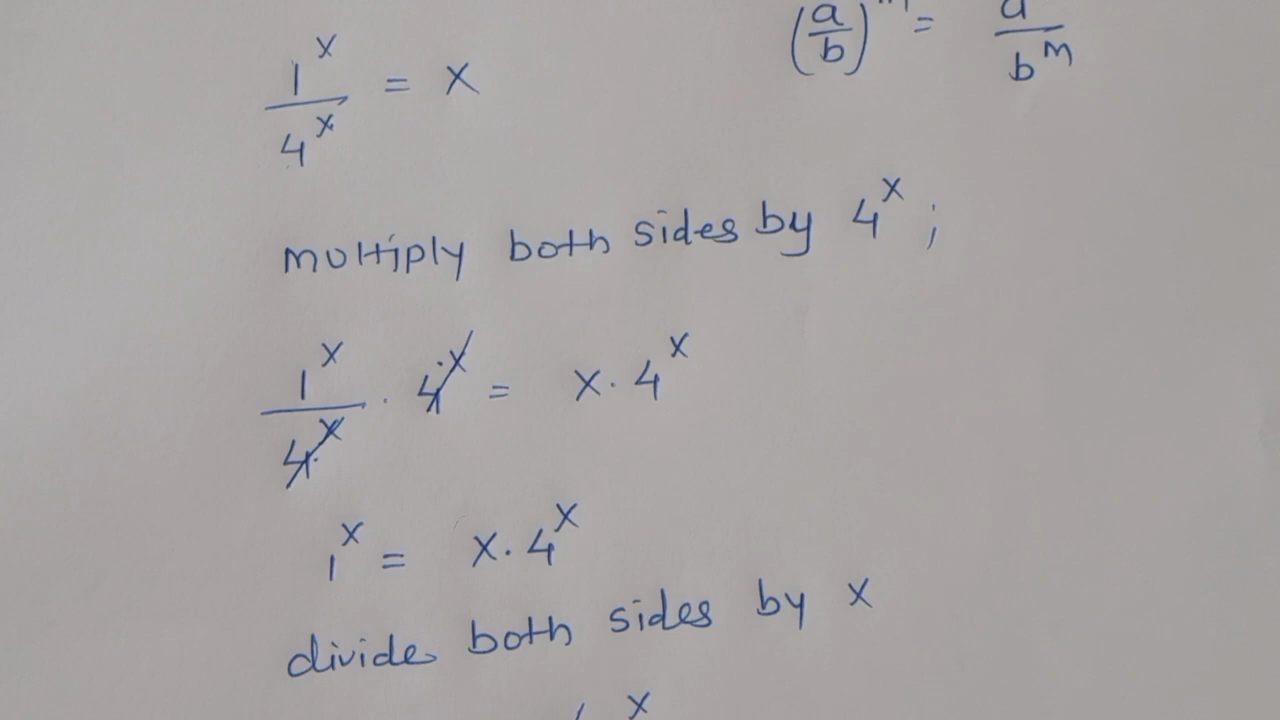 1^x / 4^x = x
(a/b)^m = a / b^m
multiply both sides by 4^x ;
1^x / 4^x . 4^x = x . 4^x
1^x = x . 4^x
divide both sides by x
x